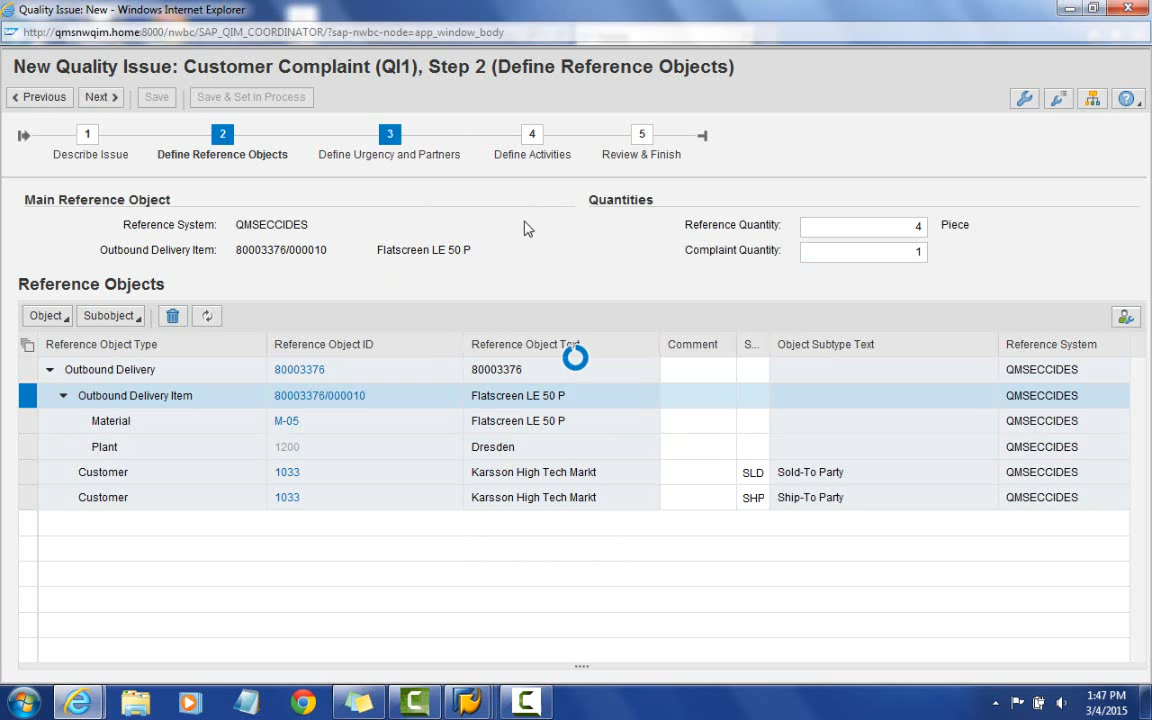 Quality Issue: New - Windows Internet Explorer
http://qmsnwqim.home:8000/nwbc/SAP_QIM_COORDINATOR/?sap-nwbc-node=app_window_body
New Quality Issue: Customer Complaint (QI1), Step 2 (Define Reference Objects)
Previous Next Save Save & Set In Process
1 2 3 4 5
Describe Issue Define Reference Objects Define Urgency and Partners Define Activities Review & Finish
Main Reference Object Quantities
Reference System: QMSECCIDES Reference Quantity: 4 Piece
Outbound Delivery Item: 80003376/000010 Flatscreen LE 50 P Complaint Quantity: 1
Reference Objects
Object Subobject
Reference Object Type Reference Object ID Reference Object Text Comment S... Object Subtype Text Reference System
Outbound Delivery 80003376 80003376 QMSECCIDES
Outbound Delivery Item 80003376/000010 Flatscreen LE 50 P QMSECCIDES
Material M-05 Flatscreen LE 50 P QMSECCIDES
Plant 1200 Dresden QMSECCIDES
Customer 1033 Karsson High Tech Markt SLD Sold-To Party QMSECCIDES
Customer 1033 Karsson High Tech Markt SHP Ship-To Party QMSECCIDES
1:47 PM
3/4/2015